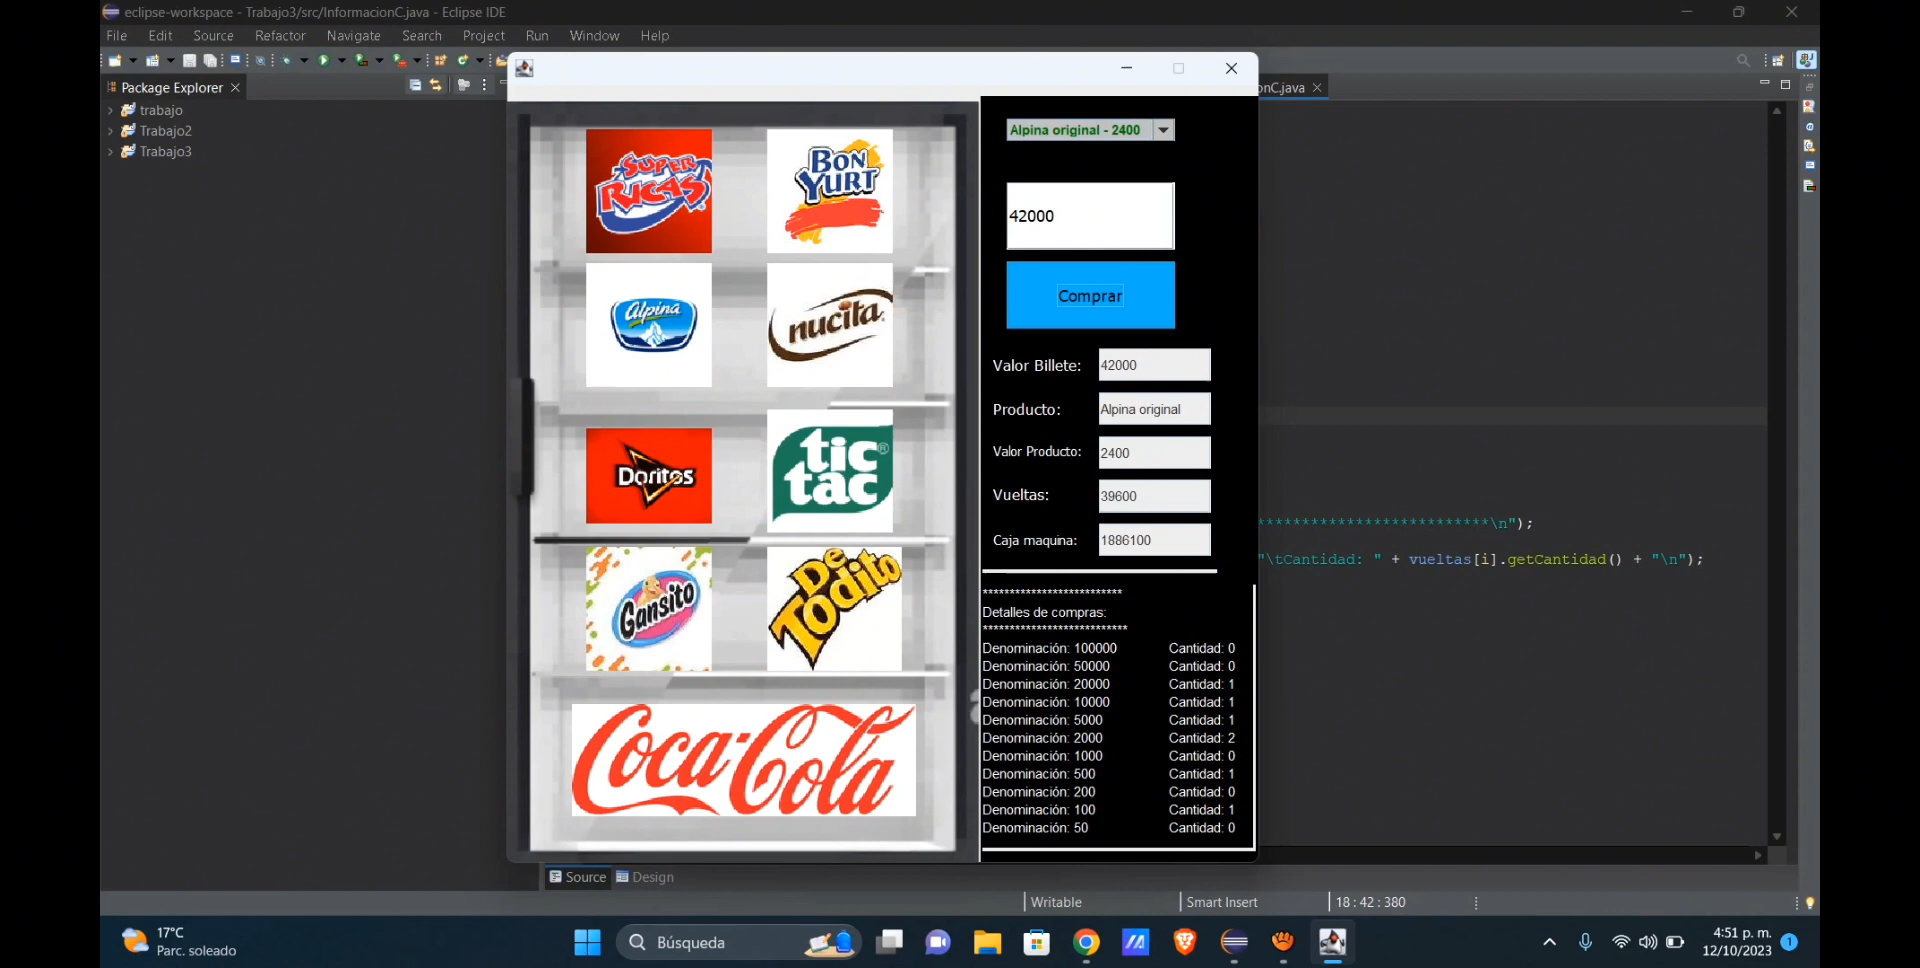 eclipse-workspace - Trabajo3/src/InformacionC.java - Eclipse IDE
File Edit Source Refactor Navigate Search Project Run Window Help
Package Explorer
trabajo
Trabajo2
Trabajo3
nC.java
SUPER
RICAS
BON
YURT
alpina
nucita
Doritos
tic
tac
Gansito
De
Todito
Coca-Cola
Alpina original - 2400
42000
Comprar
Valor Billete: 42000
Producto: Alpina original
Valor Producto: 2400
Vueltas: 39600
Caja maquina: 1886100
**************************
Detalles de compras:
***************************
Denominación: 100000 Cantidad: 0
Denominación: 50000 Cantidad: 0
Denominación: 20000 Cantidad: 1
Denominación: 10000 Cantidad: 1
Denominación: 5000 Cantidad: 1
Denominación: 2000 Cantidad: 2
Denominación: 1000 Cantidad: 0
Denominación: 500 Cantidad: 1
Denominación: 200 Cantidad: 0
Denominación: 100 Cantidad: 1
Denominación: 50 Cantidad: 0
**************************\n");
"\tCantidad: " + vueltas[i].getCantidad() + "\n");
Source Design
Writable Smart Insert 18 : 42 : 380
17°C
Parc. soleado
Búsqueda
4:51 p. m.
12/10/2023
1